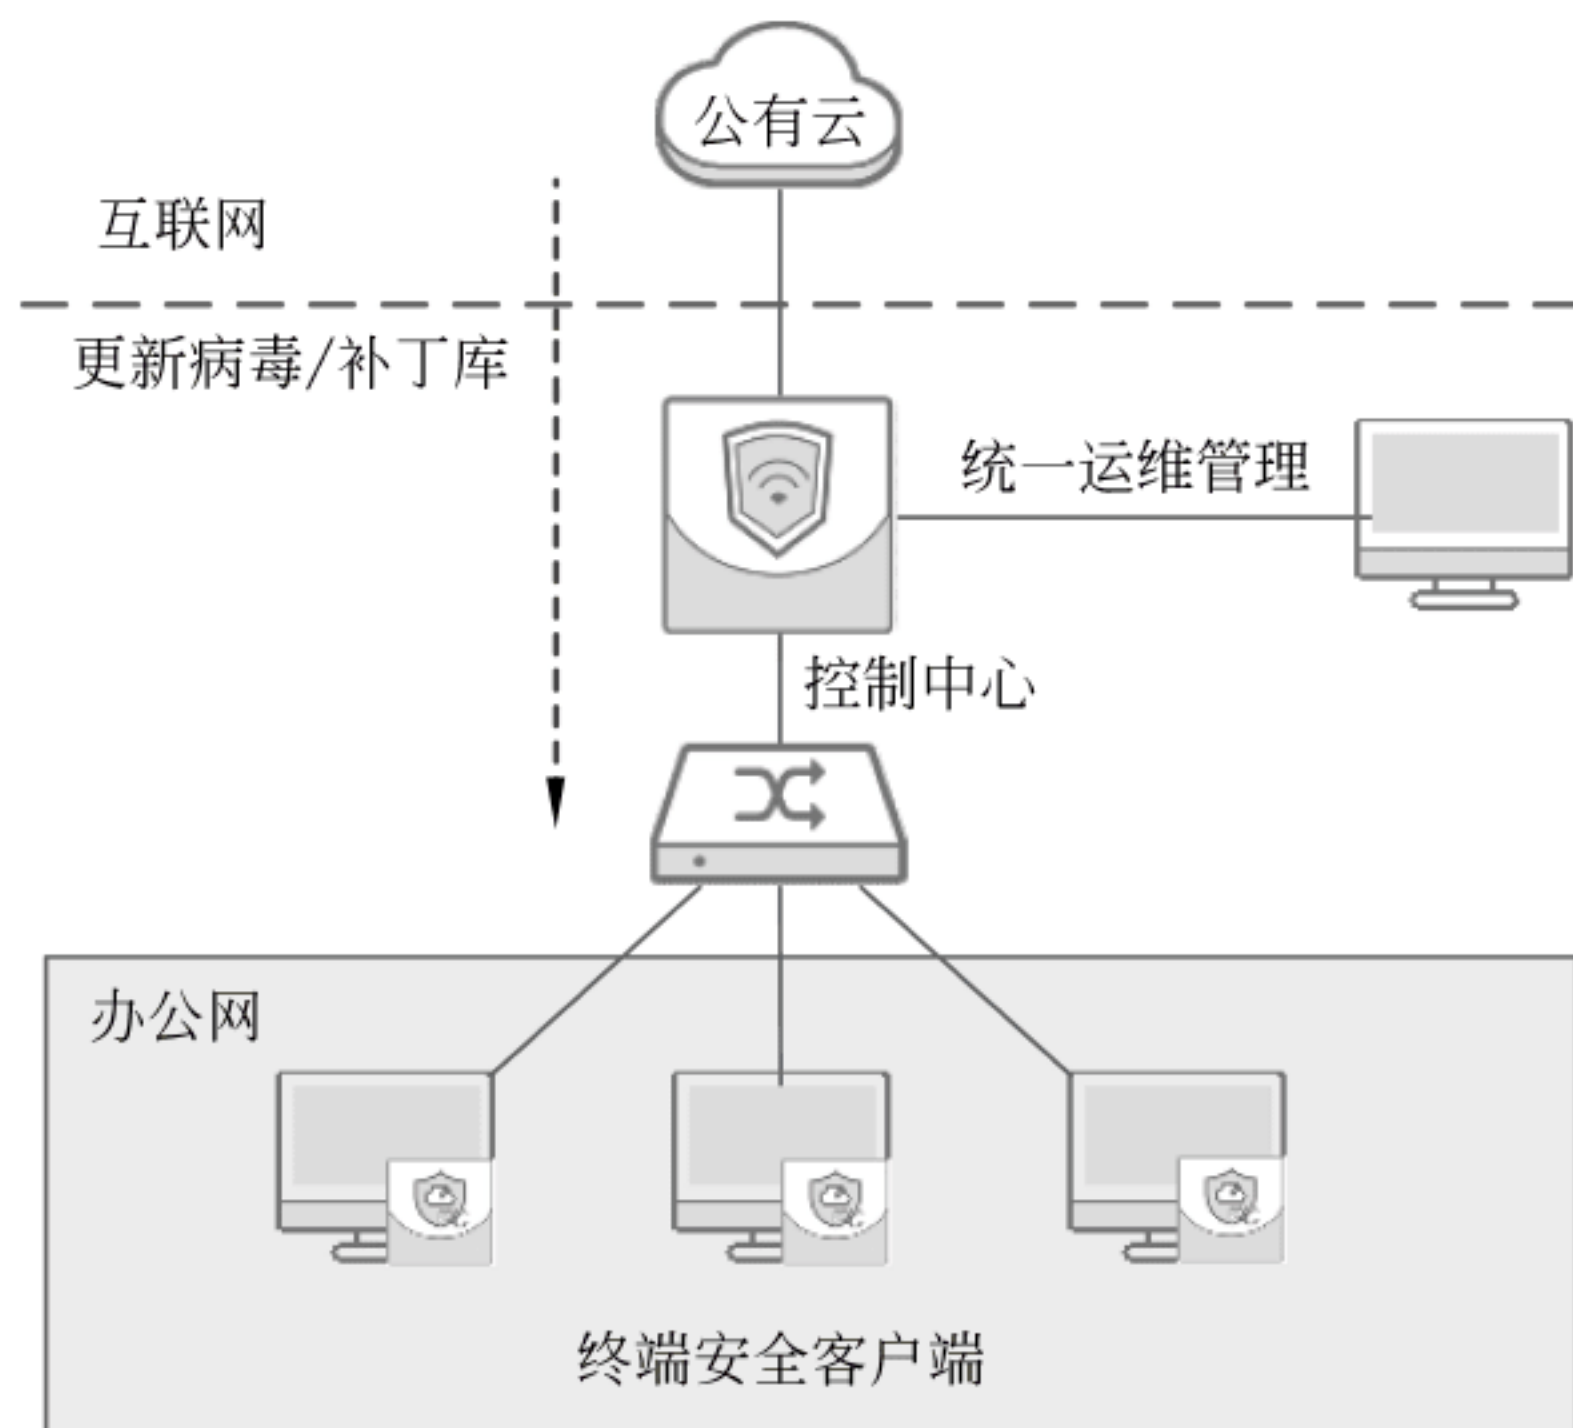 公有云
互联网
更新病毒/补丁库
统一运维管理
控制中心
办公网
终端安全客户端